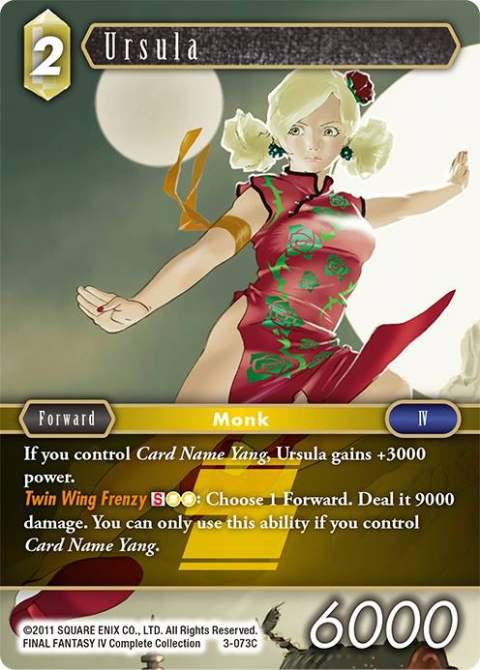 2
Ursula
Forward
Monk
IV
If you control Card Name Yang, Ursula gains +3000
power.
Twin Wing Frenzy S: Choose 1 Forward. Deal it 9000
damage. You can only use this ability if you control
Card Name Yang.
©2011 SQUARE ENIX CO., LTD. All Rights Reserved.
FINAL FANTASY IV Complete Collection 3-073C
6000